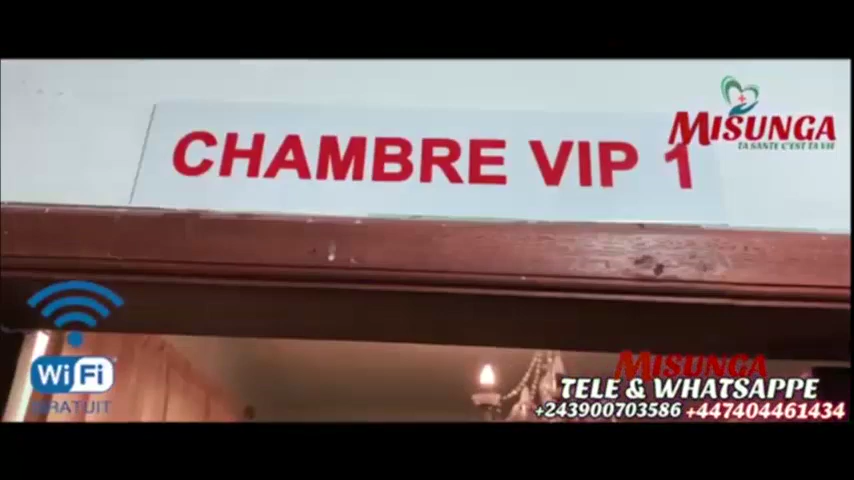 CHAMBRE VIP 1
MISUNGA
TA SANTE C'EST TA VIE
WiFi
GRATUIT
MISUNGA
TELE & WHATSAPPE
+243900703586 +447404461434